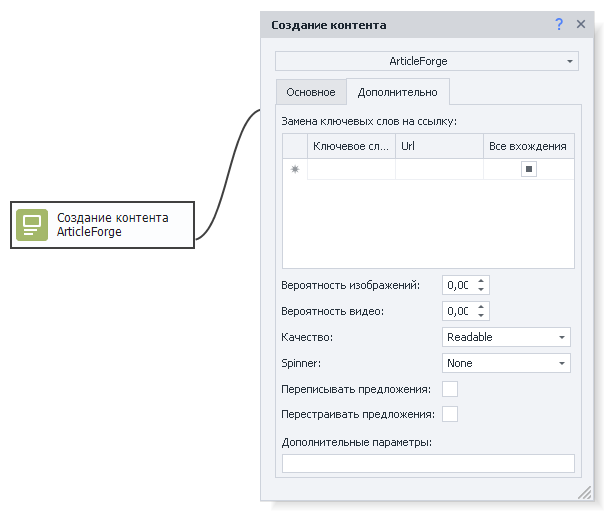 Создание контента
?
ArticleForge
Основное Дополнительно
Замена ключевых слов на ссылку:
Ключевое сл... Url Все вхождения
Создание контента
ArticleForge
Вероятность изображений: 0,00
Вероятность видео: 0,00
Качество: Readable
Spinner: None
Переписывать предложения:
Перестраивать предложения:
Дополнительные параметры: